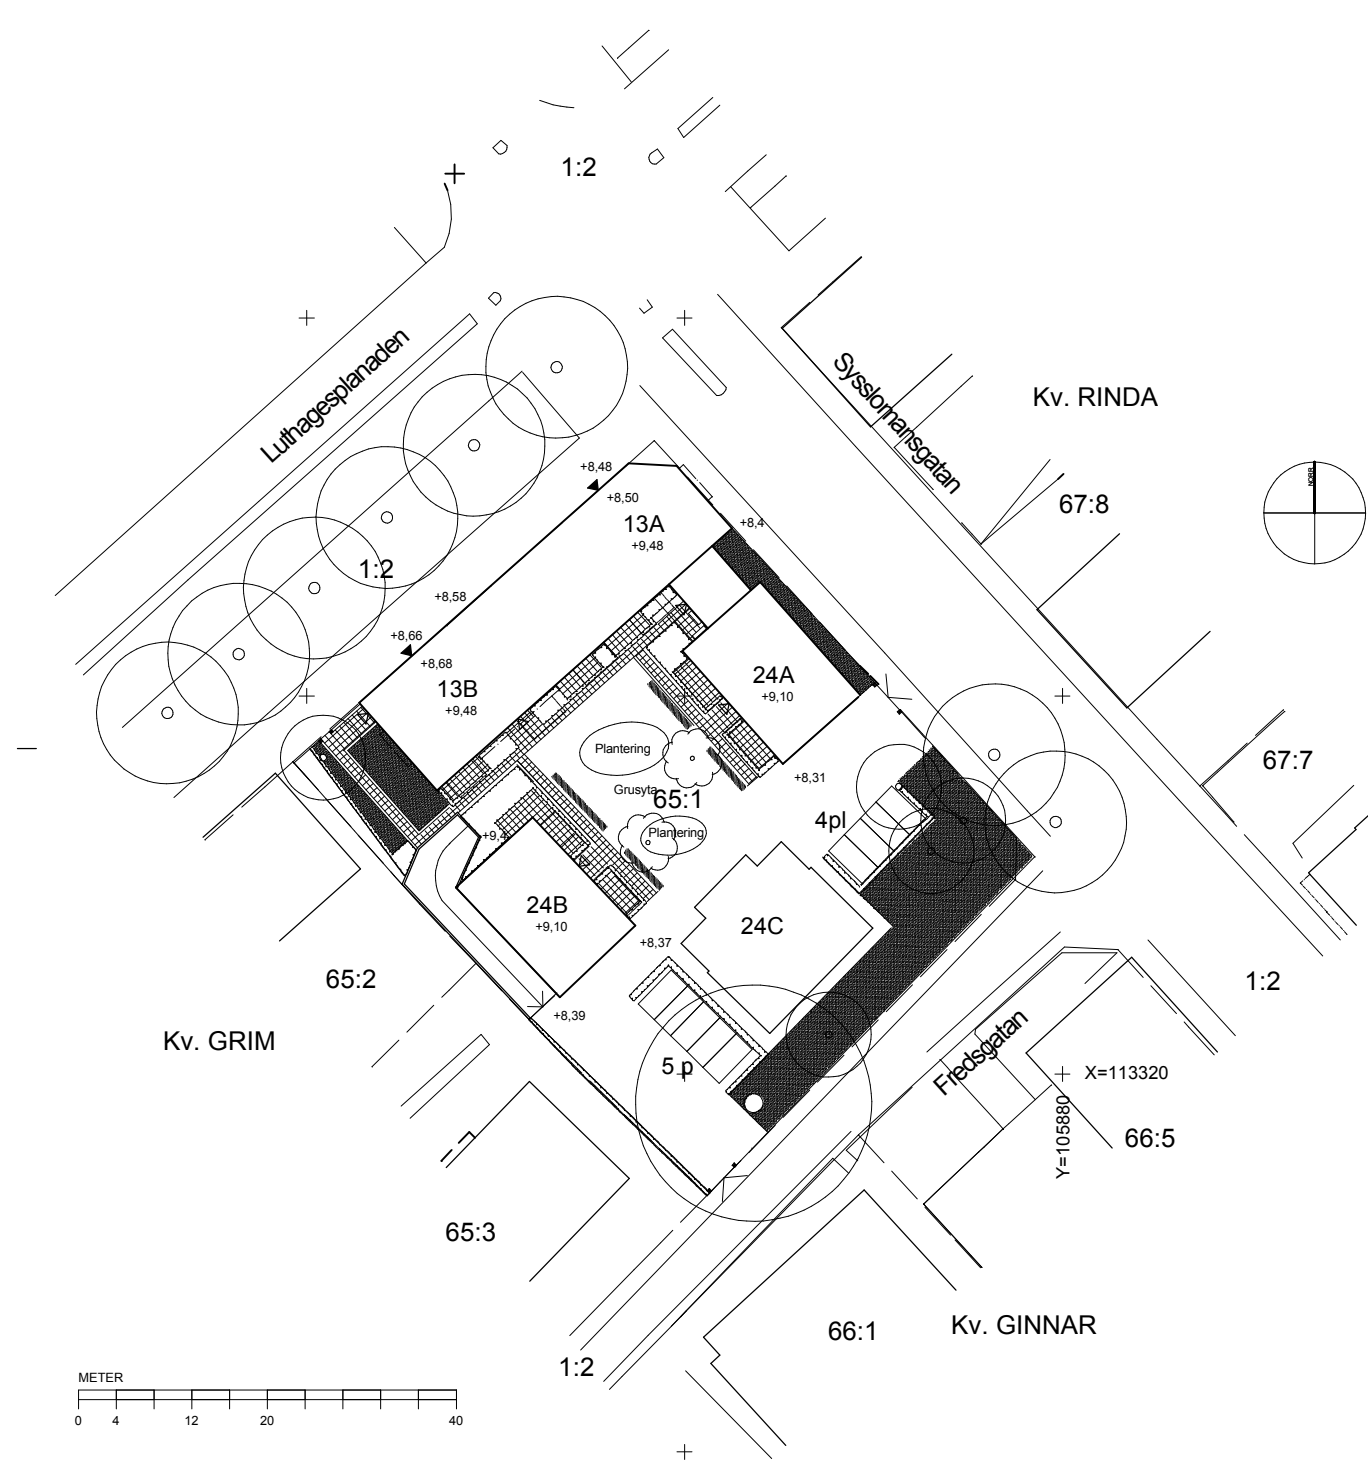 1:2
Luthagesplanaden
Sysslomansgatan
Kv. RINDA
+8,48
+8,50
NORR
67:8
13A
+8,4
+9,48
1:2
+8,58
+8,66
+8,68
24A
13B
+9,10
+9,48
Plantering
67:7
+8,31
Grusyta
65:1
4pl
Plantering
+9,4
24B
24C
+9,10
+8,37
65:2
1:2
+8,39
Kv. GRIM
Fredsgatan
5 p
X=113320
Y=105880
66:5
65:3
66:1
Kv. GINNAR
1:2
METER
0 4 12 20 40